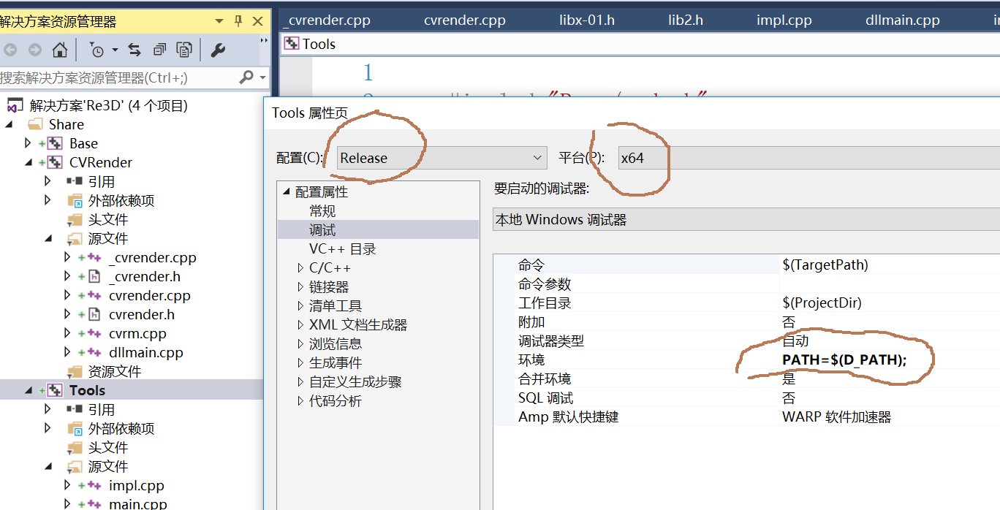 解决方案资源管理器
搜索解决方案资源管理器(Ctrl+;)
解决方案'Re3D' (4 个项目)
Share
Base
CVRender
引用
外部依赖项
头文件
源文件
_cvrender.cpp
_cvrender.h
cvrender.cpp
cvrender.h
cvrm.cpp
dllmain.cpp
资源文件
Tools
引用
外部依赖项
头文件
源文件
impl.cpp
main.cpp
_cvrender.cpp cvrender.cpp libx-01.h lib2.h impl.cpp dllmain.cpp
Tools
1
Tools 属性页
配置(C): Release 平台(P): x64
配置属性
常规
调试
VC++ 目录
C/C++
链接器
清单工具
XML 文档生成器
浏览信息
生成事件
自定义生成步骤
代码分析
要启动的调试器:
本地 Windows 调试器
命令 $(TargetPath)
命令参数
工作目录 $(ProjectDir)
附加 否
调试器类型 自动
环境 PATH=$(D_PATH);
合并环境 是
SQL 调试 否
Amp 默认快捷键 WARP 软件加速器